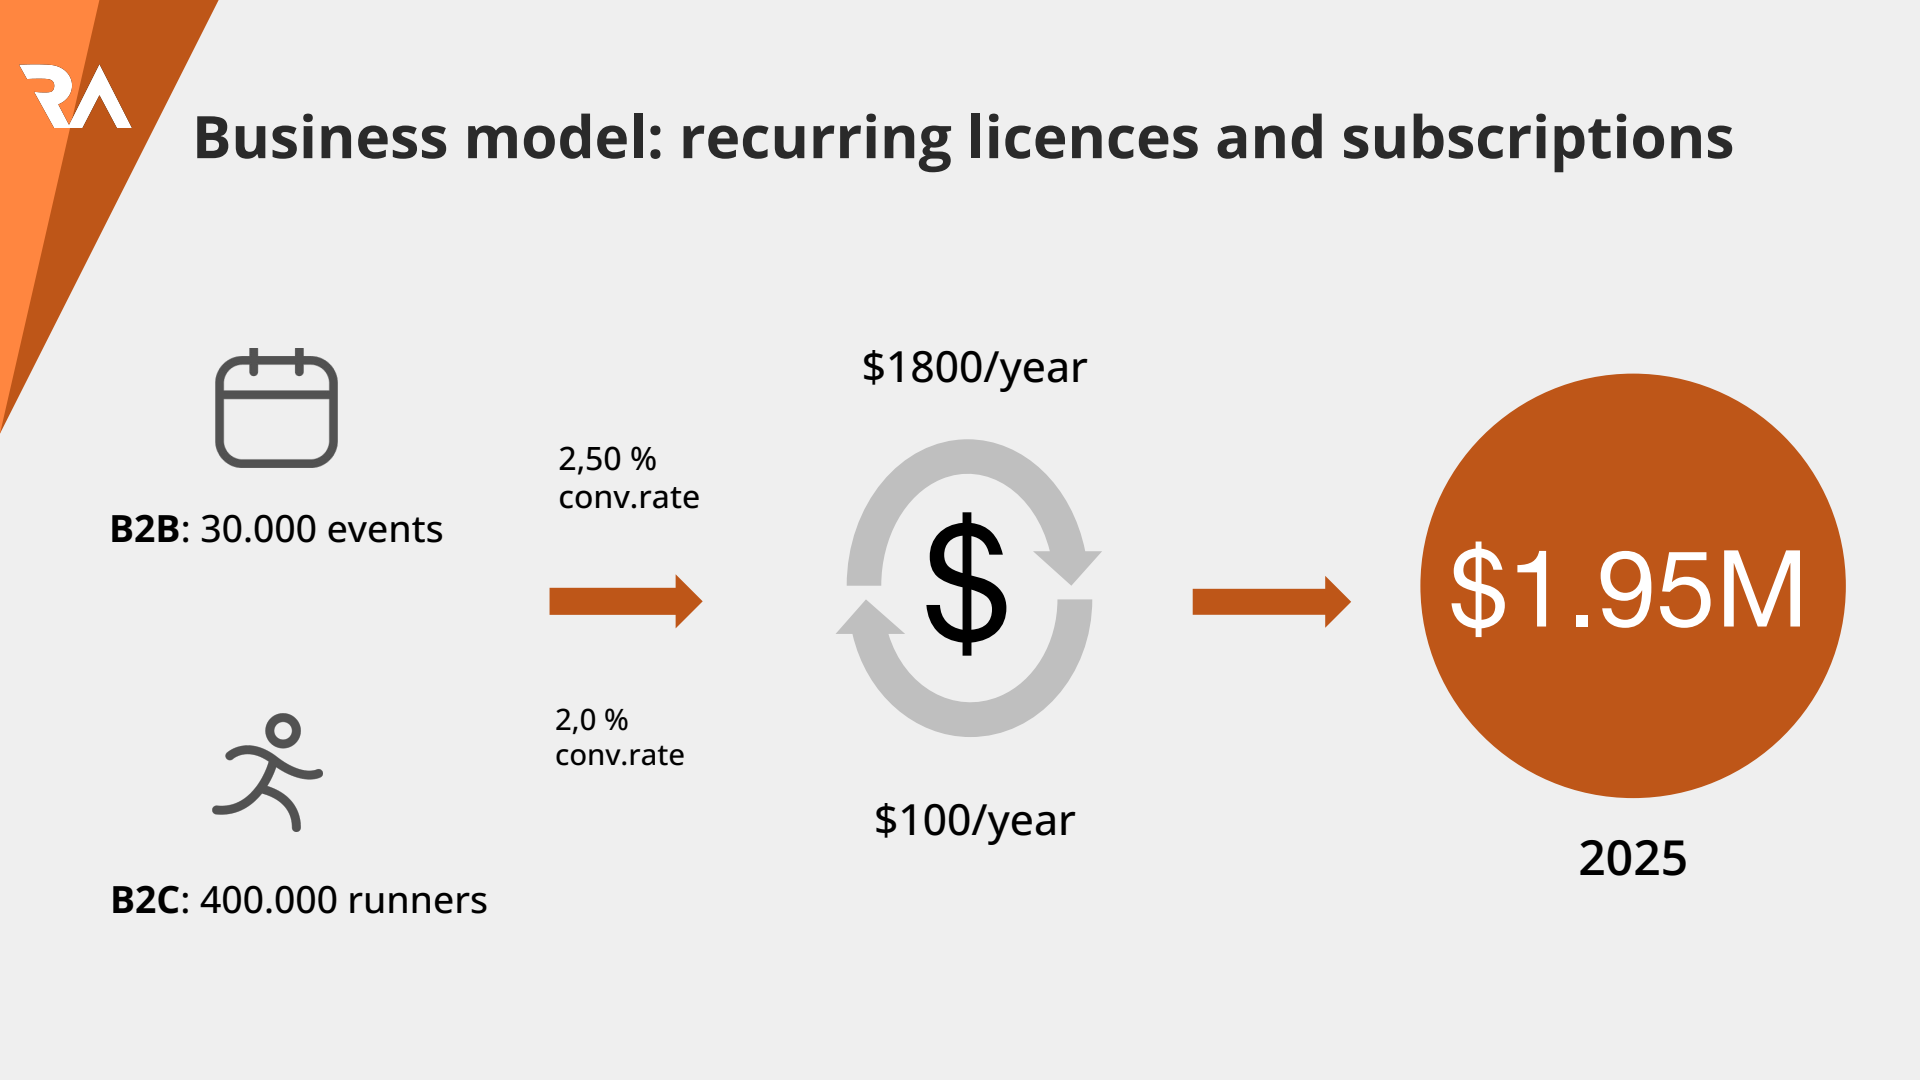 RA
Business model: recurring licences and subscriptions
B2B: 30.000 events
2,50 %
conv.rate
$1800/year
$
$1.95M
2025
2,0 %
conv.rate
$100/year
B2C: 400.000 runners